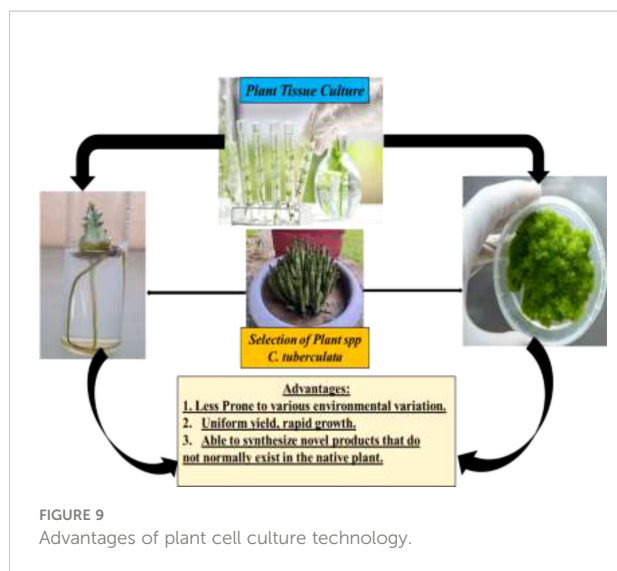 Plant Tissue Culture
Selection of Plant spp
C. tuberculata
Advantages:
1. Less Prone to various environmental variation.
2. Uniform yield, rapid growth.
3. Able to synthesize novel products that do
not normally exist in the native plant.
FIGURE 9
Advantages of plant cell culture technology.